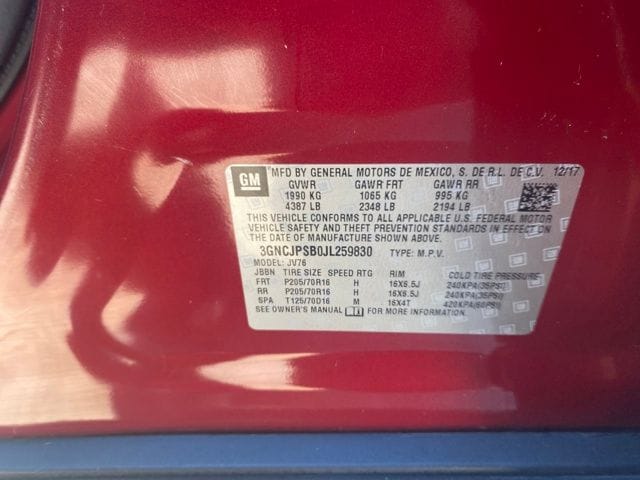 GM MFD BY GENERAL MOTORS DE MEXICO, S. DE R.L. DE C.V. 12/17
GVWR GAWR FRT GAWR RR
1990 KG 1065 KG 995 KG
4387 LB 2348 LB 2194 LB
THIS VEHICLE CONFORMS TO ALL APPLICABLE U.S. FEDERAL MOTOR
VEHICLE SAFETY AND THEFT PREVENTION STANDARDS IN EFFECT ON
THE DATE OF MANUFACTURE SHOWN ABOVE.
3GNCJPSB0JL259830 TYPE: M.P.V.
MODEL: JV76
JBBN TIRE SIZE SPEED RTG RIM COLD TIRE PRESSURE
FRT P205/70R16 H 16X6.5J 240KPA(35PSI)
RR P205/70R16 H 16X6.5J 240KPA(35PSI)
SPA T125/70D16 M 16X4T 420KPA(60PSI)
SEE OWNER'S MANUAL FOR MORE INFORMATION.